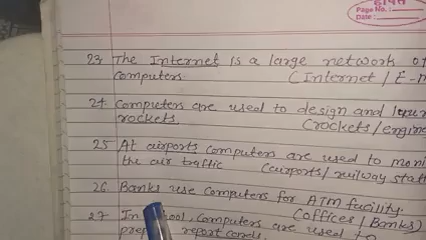 Page No.:
Date:
23 The Internet is a large network of
computers. (Internet / E-
24 Computers are used to design and
rockets. (rockets/engine
25 At airports computers are used to
the air traffic (airports/railway
26. Banks use computers for ATM facility.
(offices / Banks)
27 In computers are used to
report cards.